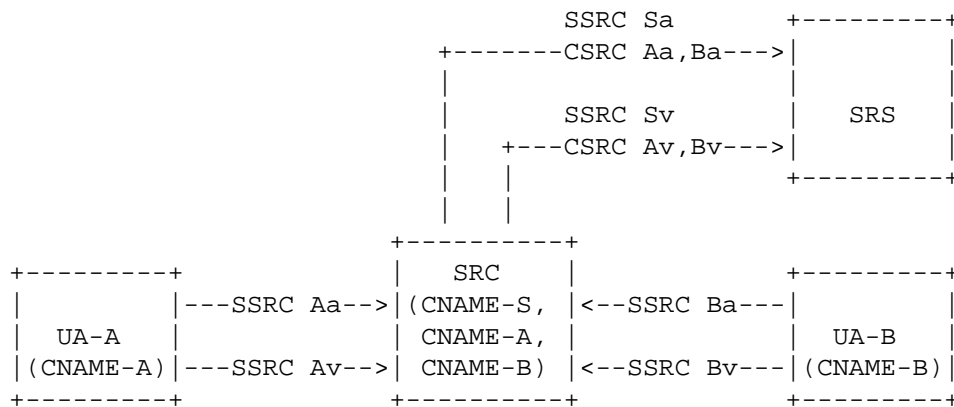 SSRC Sa
CSRC Aa,Ba
SSRC Sv
SRS
CSRC Av,Bv
SRC
SSRC Aa
(CNAME-S,
SSRC Ba
UA-A
CNAME-A,
UA-B
(CNAME-A)
SSRC Av
CNAME-B)
SSRC Bv
(CNAME-B)